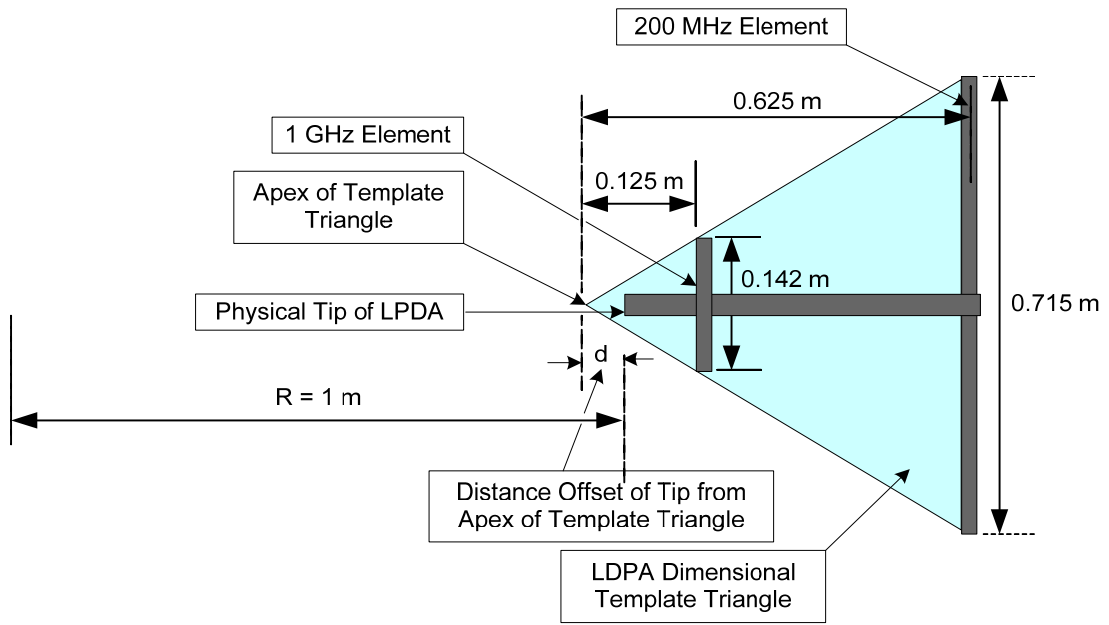 200 MHz Element
0.625 m
1 GHz Element
0.125 m
Apex of Template
Triangle
0.142 m
Physical Tip of LPDA
0.715 m
d
R = 1 m
Distance Offset of Tip from
Apex of Template Triangle
LDPA Dimensional
Template Triangle